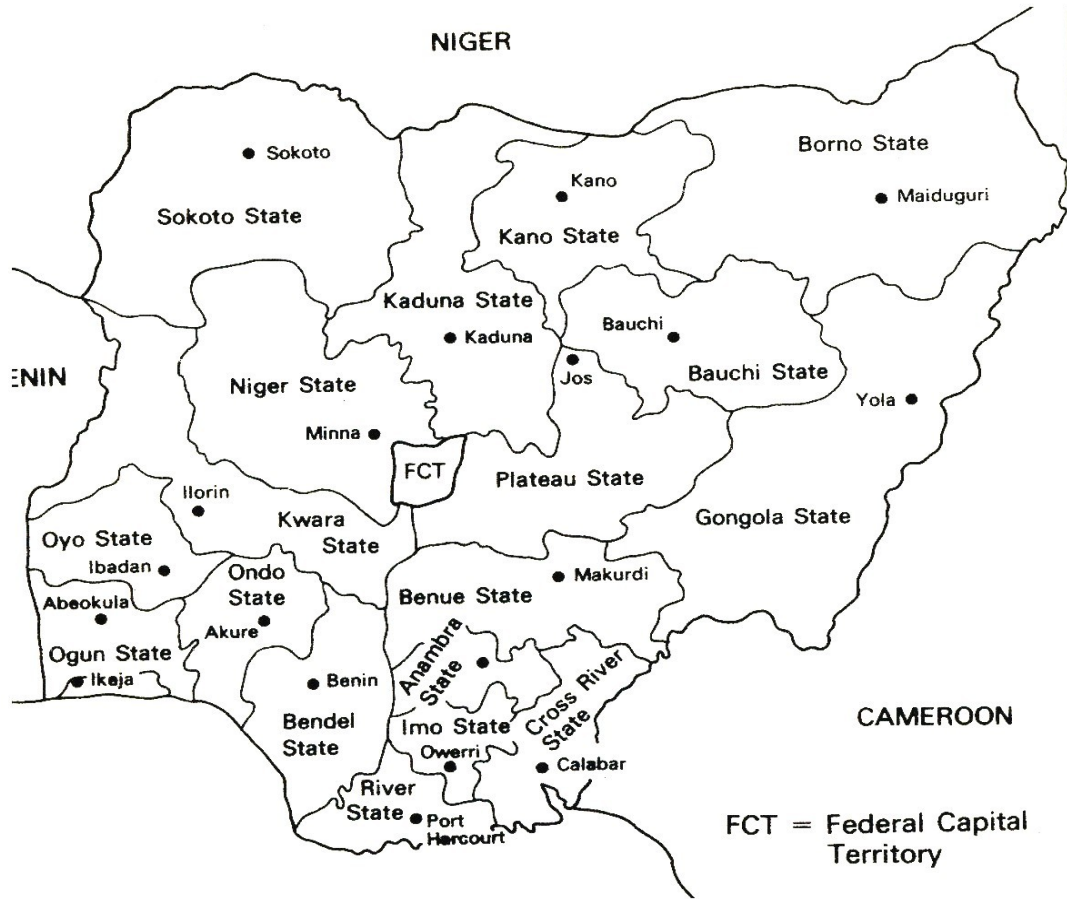 NIGER
Sokoto
Sokoto State
Kano
Kano State
Borno State
Maiduguri
Kaduna State
Kaduna
Bauchi
Bauchi State
Jos
ENIN
Niger State
Minna
Yola
FCT
Plateau State
Gongola State
Ilorin
Kwara
State
Oyo State
Ibadan
Ondo
State
Akure
Makurdi
Benue State
Abeokula
Ogun State
Ikeja
Benin
Bendel
State
Anambra
State
Imo State
Owerri
Cross River
State
Calabar
River
State
Port
Harcourt
CAMEROON
FCT = Federal Capital
Territory